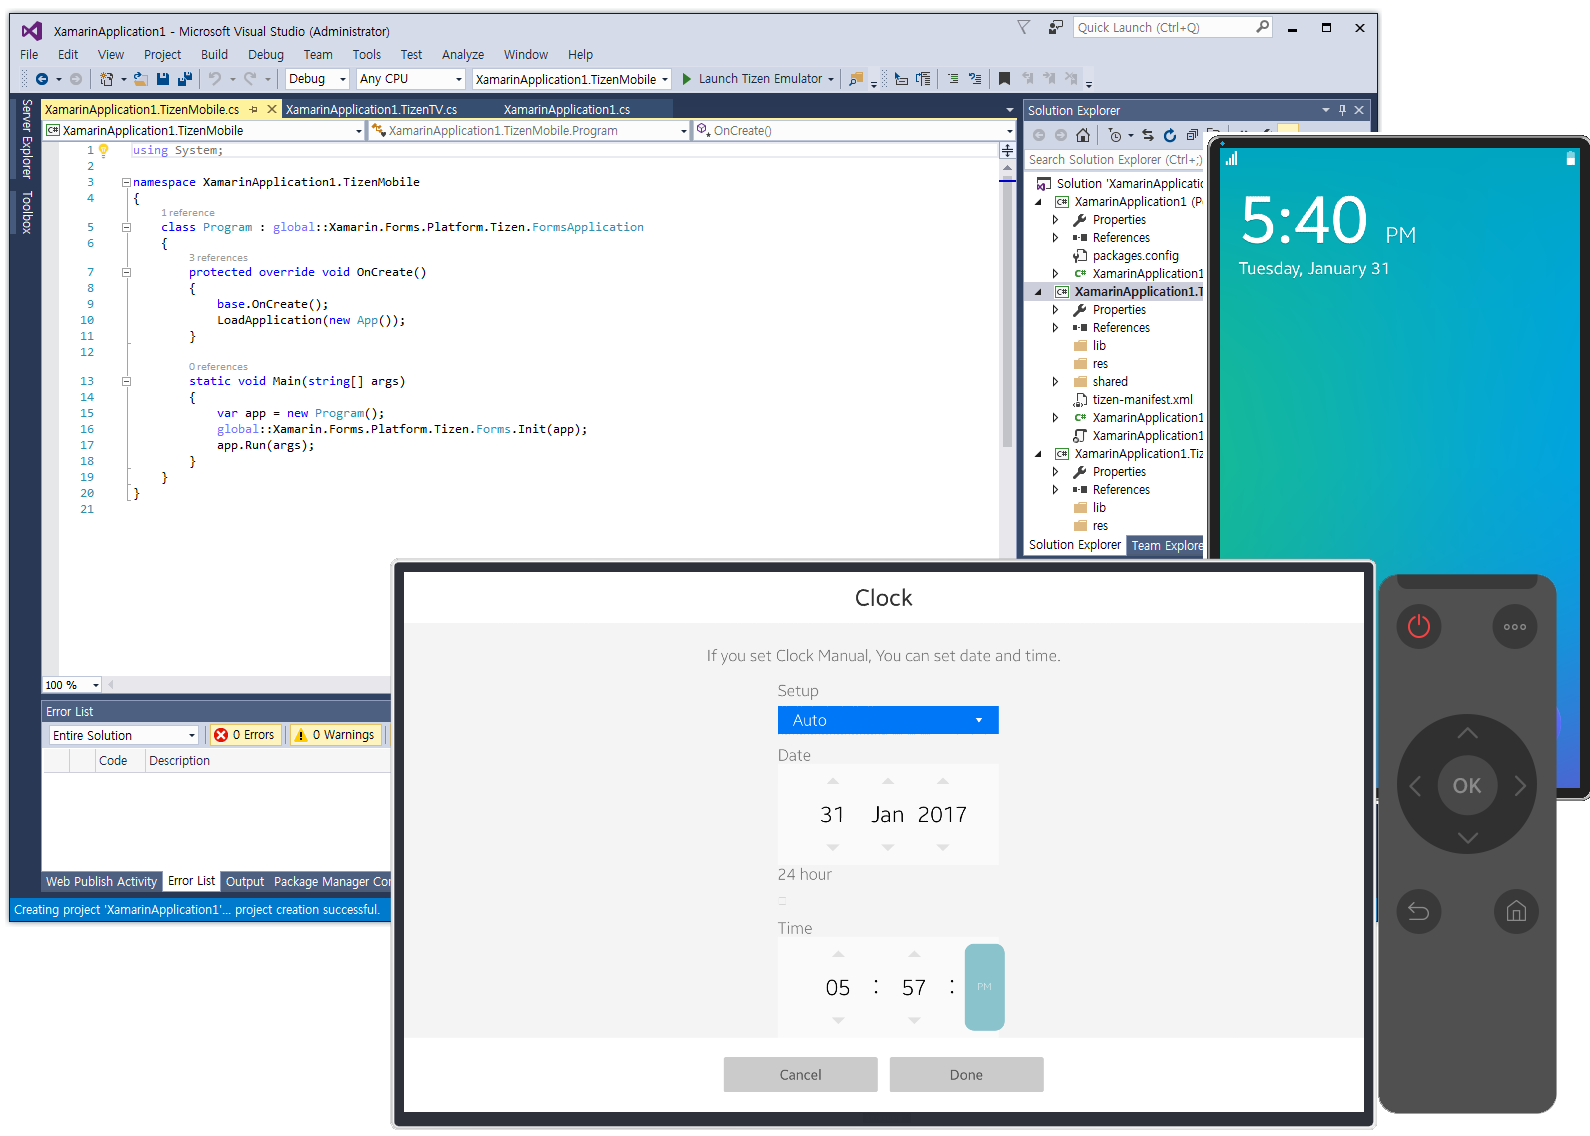 XamarinApplication1 - Microsoft Visual Studio (Administrator)
Quick Launch (Ctrl+Q)
File Edit View Project Build Debug Team Tools Test Analyze Window Help
Debug Any CPU XamarinApplication1.TizenMobile Launch Tizen Emulator
Server Explorer
Toolbox
XamarinApplication1.TizenMobile.cs XamarinApplication1.TizenTV.cs XamarinApplication1.cs
C# XamarinApplication1.TizenMobile XamarinApplication1.TizenMobile.Program OnCreate()
1 using System;
2
3 namespace XamarinApplication1.TizenMobile
4 {
1 reference
5 class Program : global::Xamarin.Forms.Platform.Tizen.FormsApplication
6 {
3 references
7 protected override void OnCreate()
8 {
9 base.OnCreate();
10 LoadApplication(new App());
11 }
12
0 references
13 static void Main(string[] args)
14 {
15 var app = new Program();
16 global::Xamarin.Forms.Platform.Tizen.Forms.Init(app);
17 app.Run(args);
18 }
19 }
20 }
21
100 %
Solution Explorer
Search Solution Explorer (Ctrl+;)
Solution 'XamarinApplicatio
C# XamarinApplication1 (P
Properties
References
packages.config
C# XamarinApplication1
C# XamarinApplication1.T
Properties
References
lib
res
shared
tizen-manifest.xml
C# XamarinApplication1
XamarinApplication1
C# XamarinApplication1.Tiz
Properties
References
lib
res
Solution Explorer Team Explore
Error List
Entire Solution 0 Errors 0 Warnings
Code Description
Web Publish Activity Error List Output Package Manager Con
Creating project 'XamarinApplication1'... project creation successful.
5:40 PM
Tuesday, January 31
Clock
If you set Clock Manual, You can set date and time.
Setup
Auto
Date
31 Jan 2017
24 hour
Time
05 : 57 : PM
Cancel Done
OK